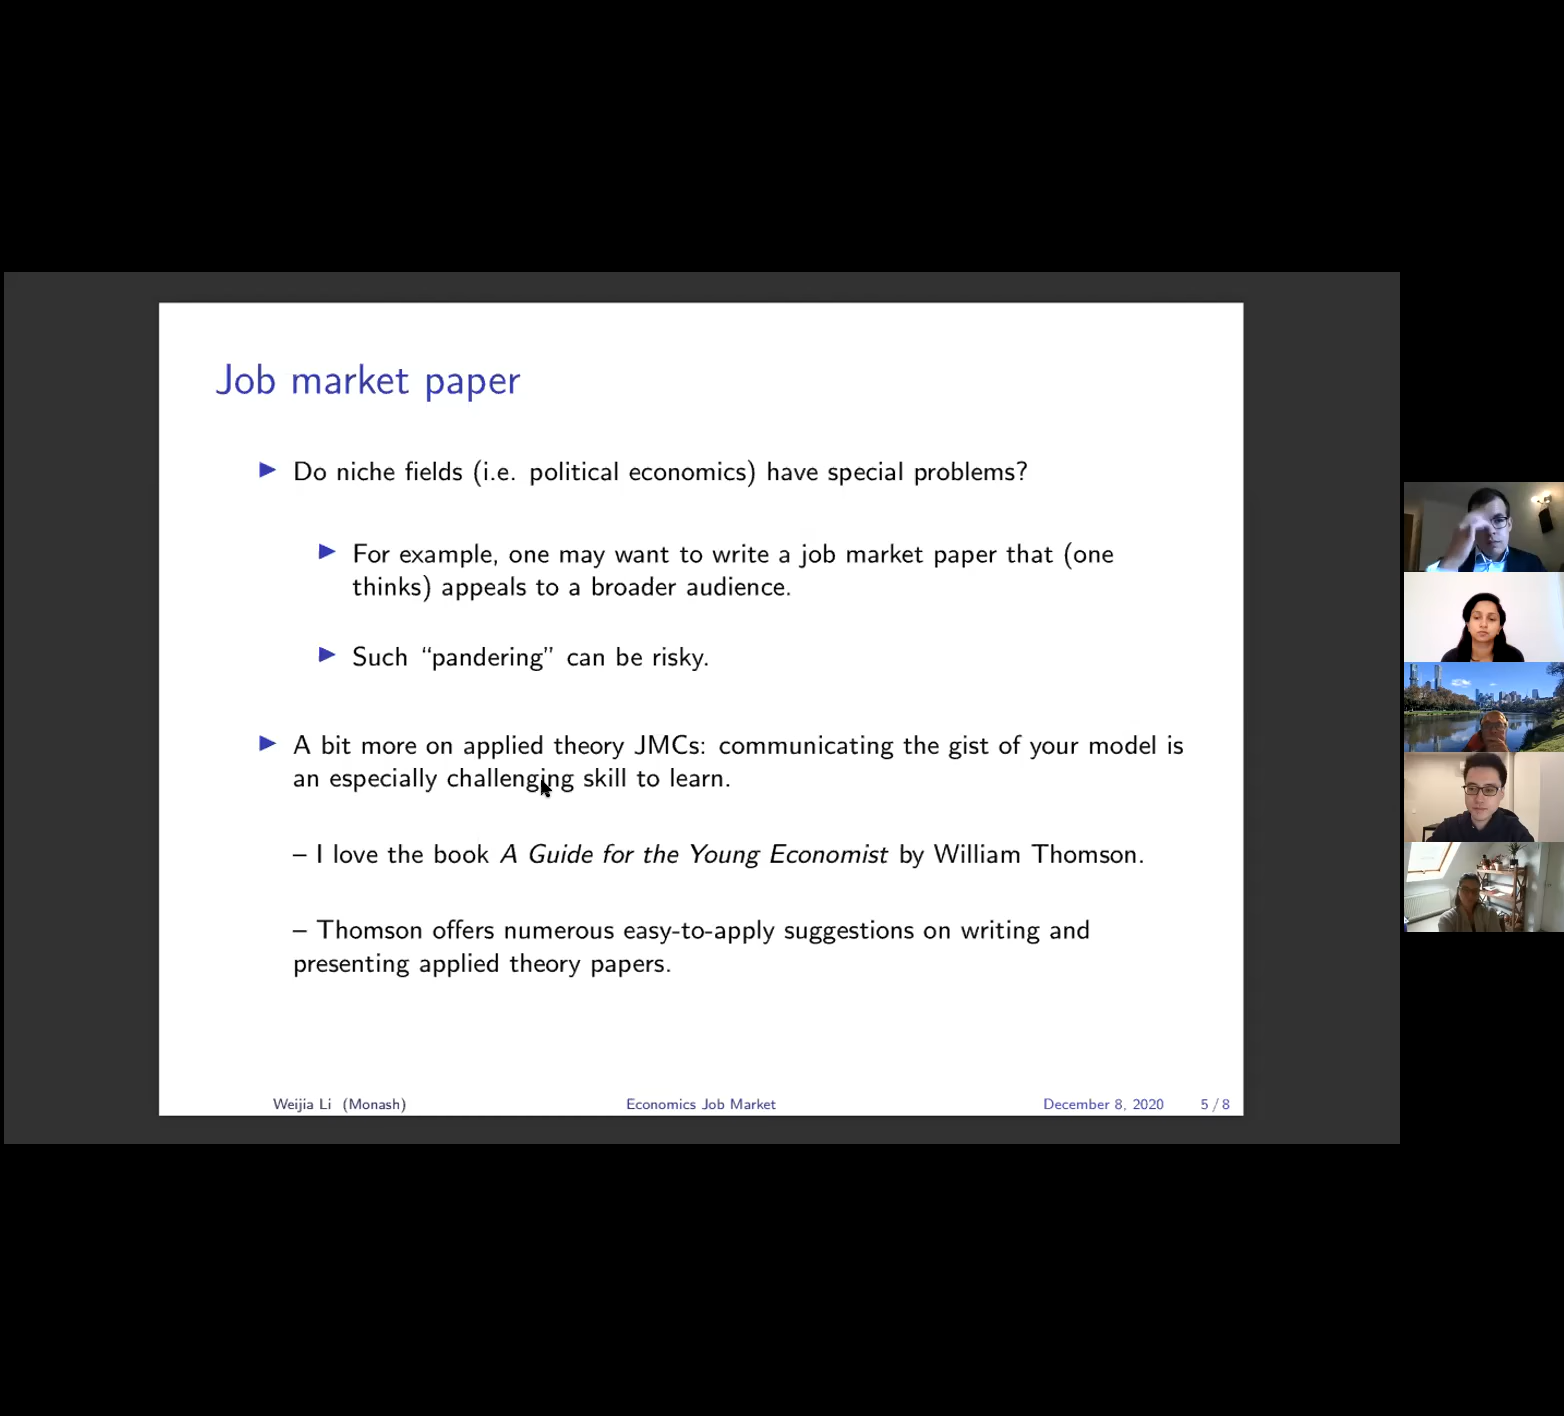 Job market paper
Do niche fields (i.e. political economics) have special problems?
For example, one may want to write a job market paper that (one
thinks) appeals to a broader audience.
Such “pandering” can be risky.
A bit more on applied theory JMCs: communicating the gist of your model is
an especially challenging skill to learn.
– I love the book A Guide for the Young Economist by William Thomson.
– Thomson offers numerous easy-to-apply suggestions on writing and
presenting applied theory papers.
Weijia Li (Monash) Economics Job Market December 8, 2020 5 / 8